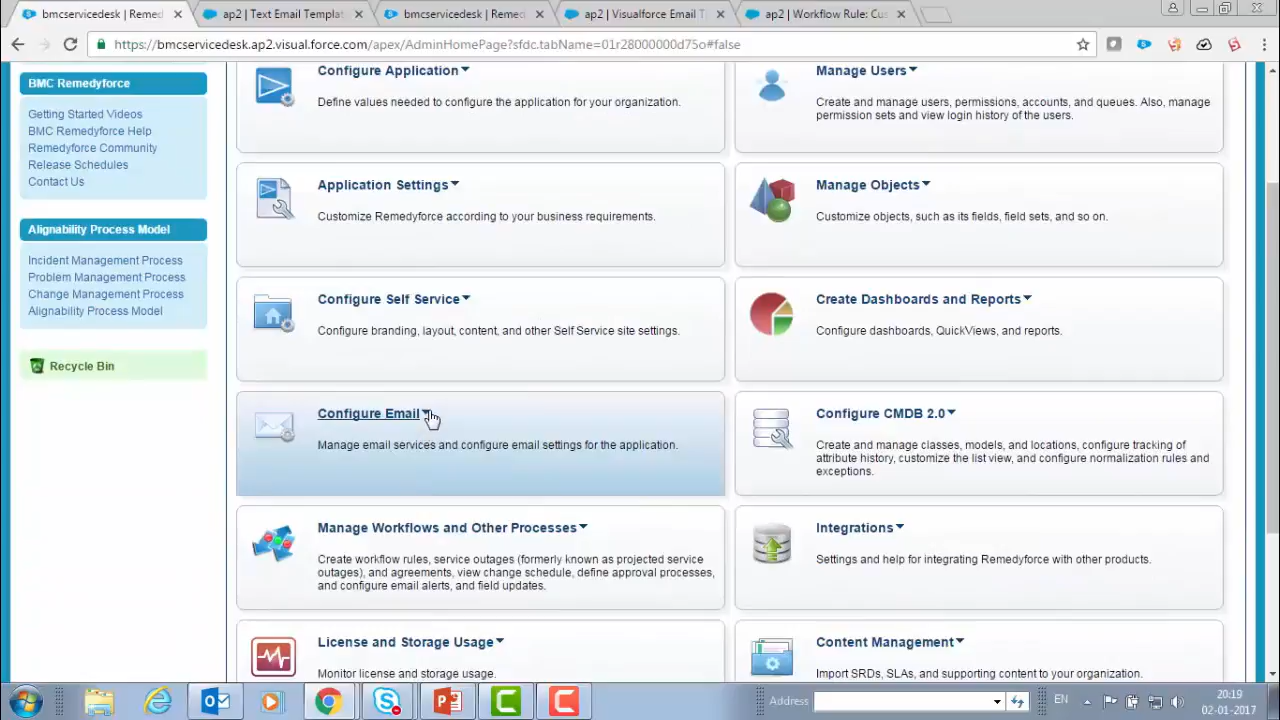 bmcservicedesk | Remed
ap2 | Text Email Templat
bmcservicedesk | Remed
ap2 | Visualforce Email T
ap2 | Workflow Rule: Cus
https://bmcservicedesk.ap2.visual.force.com/apex/AdminHomePage?sfdc.tabName=01r28000000d75o#false
BMC Remedyforce
Getting Started Videos
BMC Remedyforce Help
Remedyforce Community
Release Schedules
Contact Us
Alignability Process Model
Incident Management Process
Problem Management Process
Change Management Process
Alignability Process Model
Recycle Bin
Configure Application
Define values needed to configure the application for your organization.
Manage Users
Create and manage users, permissions, accounts, and queues. Also, manage
permission sets and view login history of the users.
Application Settings
Customize Remedyforce according to your business requirements.
Manage Objects
Customize objects, such as its fields, field sets, and so on.
Configure Self Service
Configure branding, layout, content, and other Self Service site settings.
Create Dashboards and Reports
Configure dashboards, QuickViews, and reports.
Configure Email
Manage email services and configure email settings for the application.
Configure CMDB 2.0
Create and manage classes, models, and locations, configure tracking of
attribute history, customize the list view, and configure normalization rules and
exceptions.
Manage Workflows and Other Processes
Create workflow rules, service outages (formerly known as projected service
outages), and agreements, view change schedule, define approval processes,
and configure email alerts, and field updates.
Integrations
Settings and help for integrating Remedyforce with other products.
License and Storage Usage
Monitor license and storage usage.
Content Management
Import SRDs, SLAs, and supporting content to your organization.
Address
EN
20:19
02-01-2017